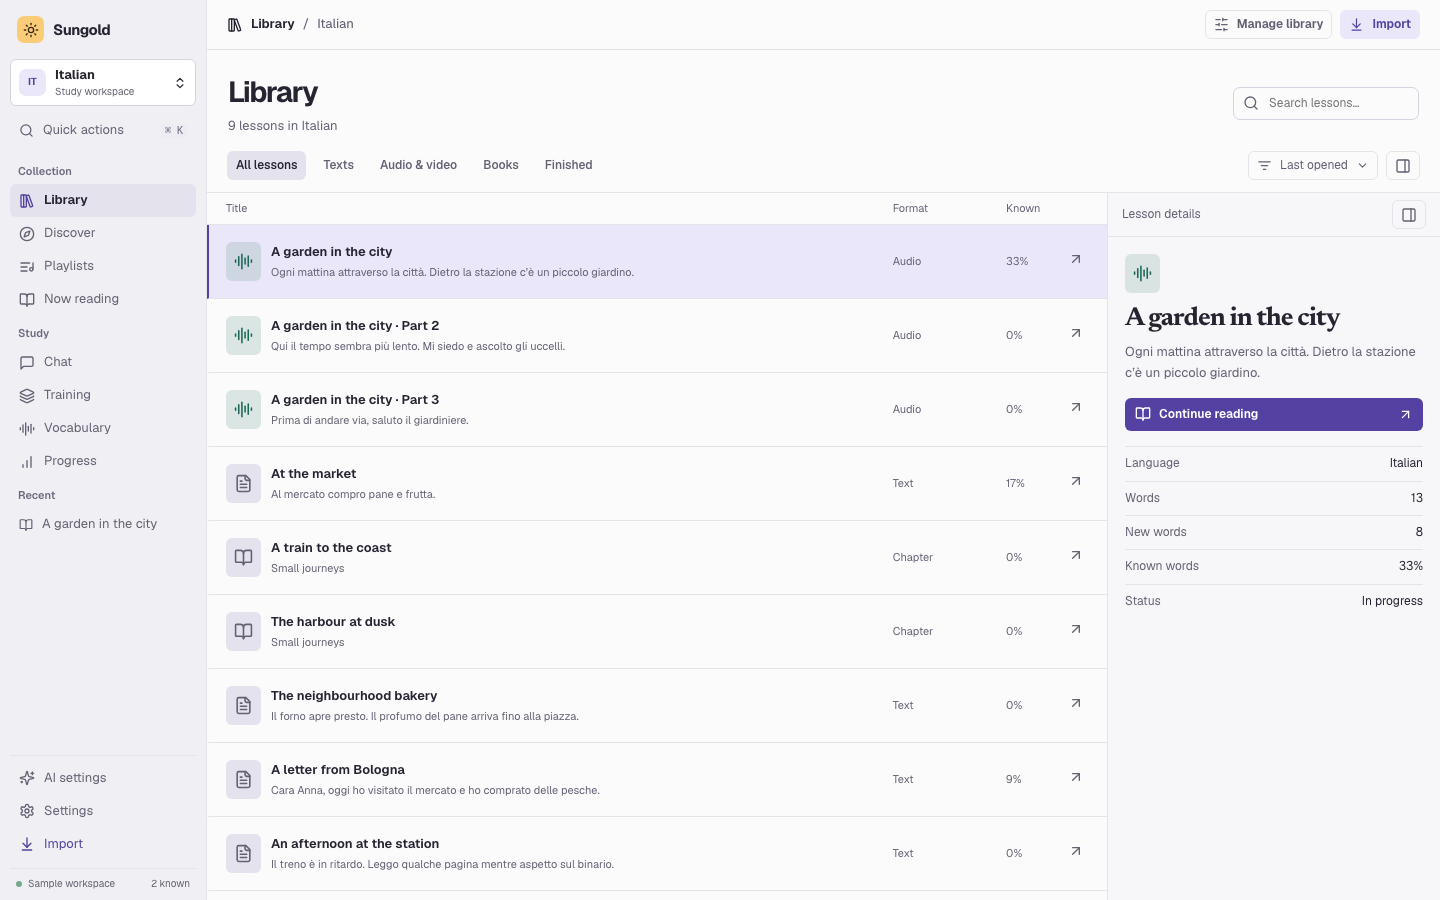 Sungold
IT
Italian
Study workspace
Quick actions
⌘ K
Collection
Library
Discover
Playlists
Now reading
Study
Chat
Training
Vocabulary
Progress
Recent
A garden in the city
AI settings
Settings
Import
Sample workspace
2 known
Library / Italian
Manage library
Import
Library
9 lessons in Italian
Search lessons...
All lessons
Texts
Audio & video
Books
Finished
Last opened
Title
Format
Known
A garden in the city
Ogni mattina attraverso la città. Dietro la stazione c'è un piccolo giardino.
Audio
33%
A garden in the city · Part 2
Qui il tempo sembra più lento. Mi siedo e ascolto gli uccelli.
Audio
0%
A garden in the city · Part 3
Prima di andare via, saluto il giardiniere.
Audio
0%
At the market
Al mercato compro pane e frutta.
Text
17%
A train to the coast
Small journeys
Chapter
0%
The harbour at dusk
Small journeys
Chapter
0%
The neighbourhood bakery
Il forno apre presto. Il profumo del pane arriva fino alla piazza.
Text
0%
A letter from Bologna
Cara Anna, oggi ho visitato il mercato e ho comprato delle pesche.
Text
9%
An afternoon at the station
Il treno è in ritardo. Leggo qualche pagina mentre aspetto sul binario.
Text
0%
Lesson details
A garden in the city
Ogni mattina attraverso la città. Dietro la stazione
c'è un piccolo giardino.
Continue reading
Language
Italian
Words
13
New words
8
Known words
33%
Status
In progress